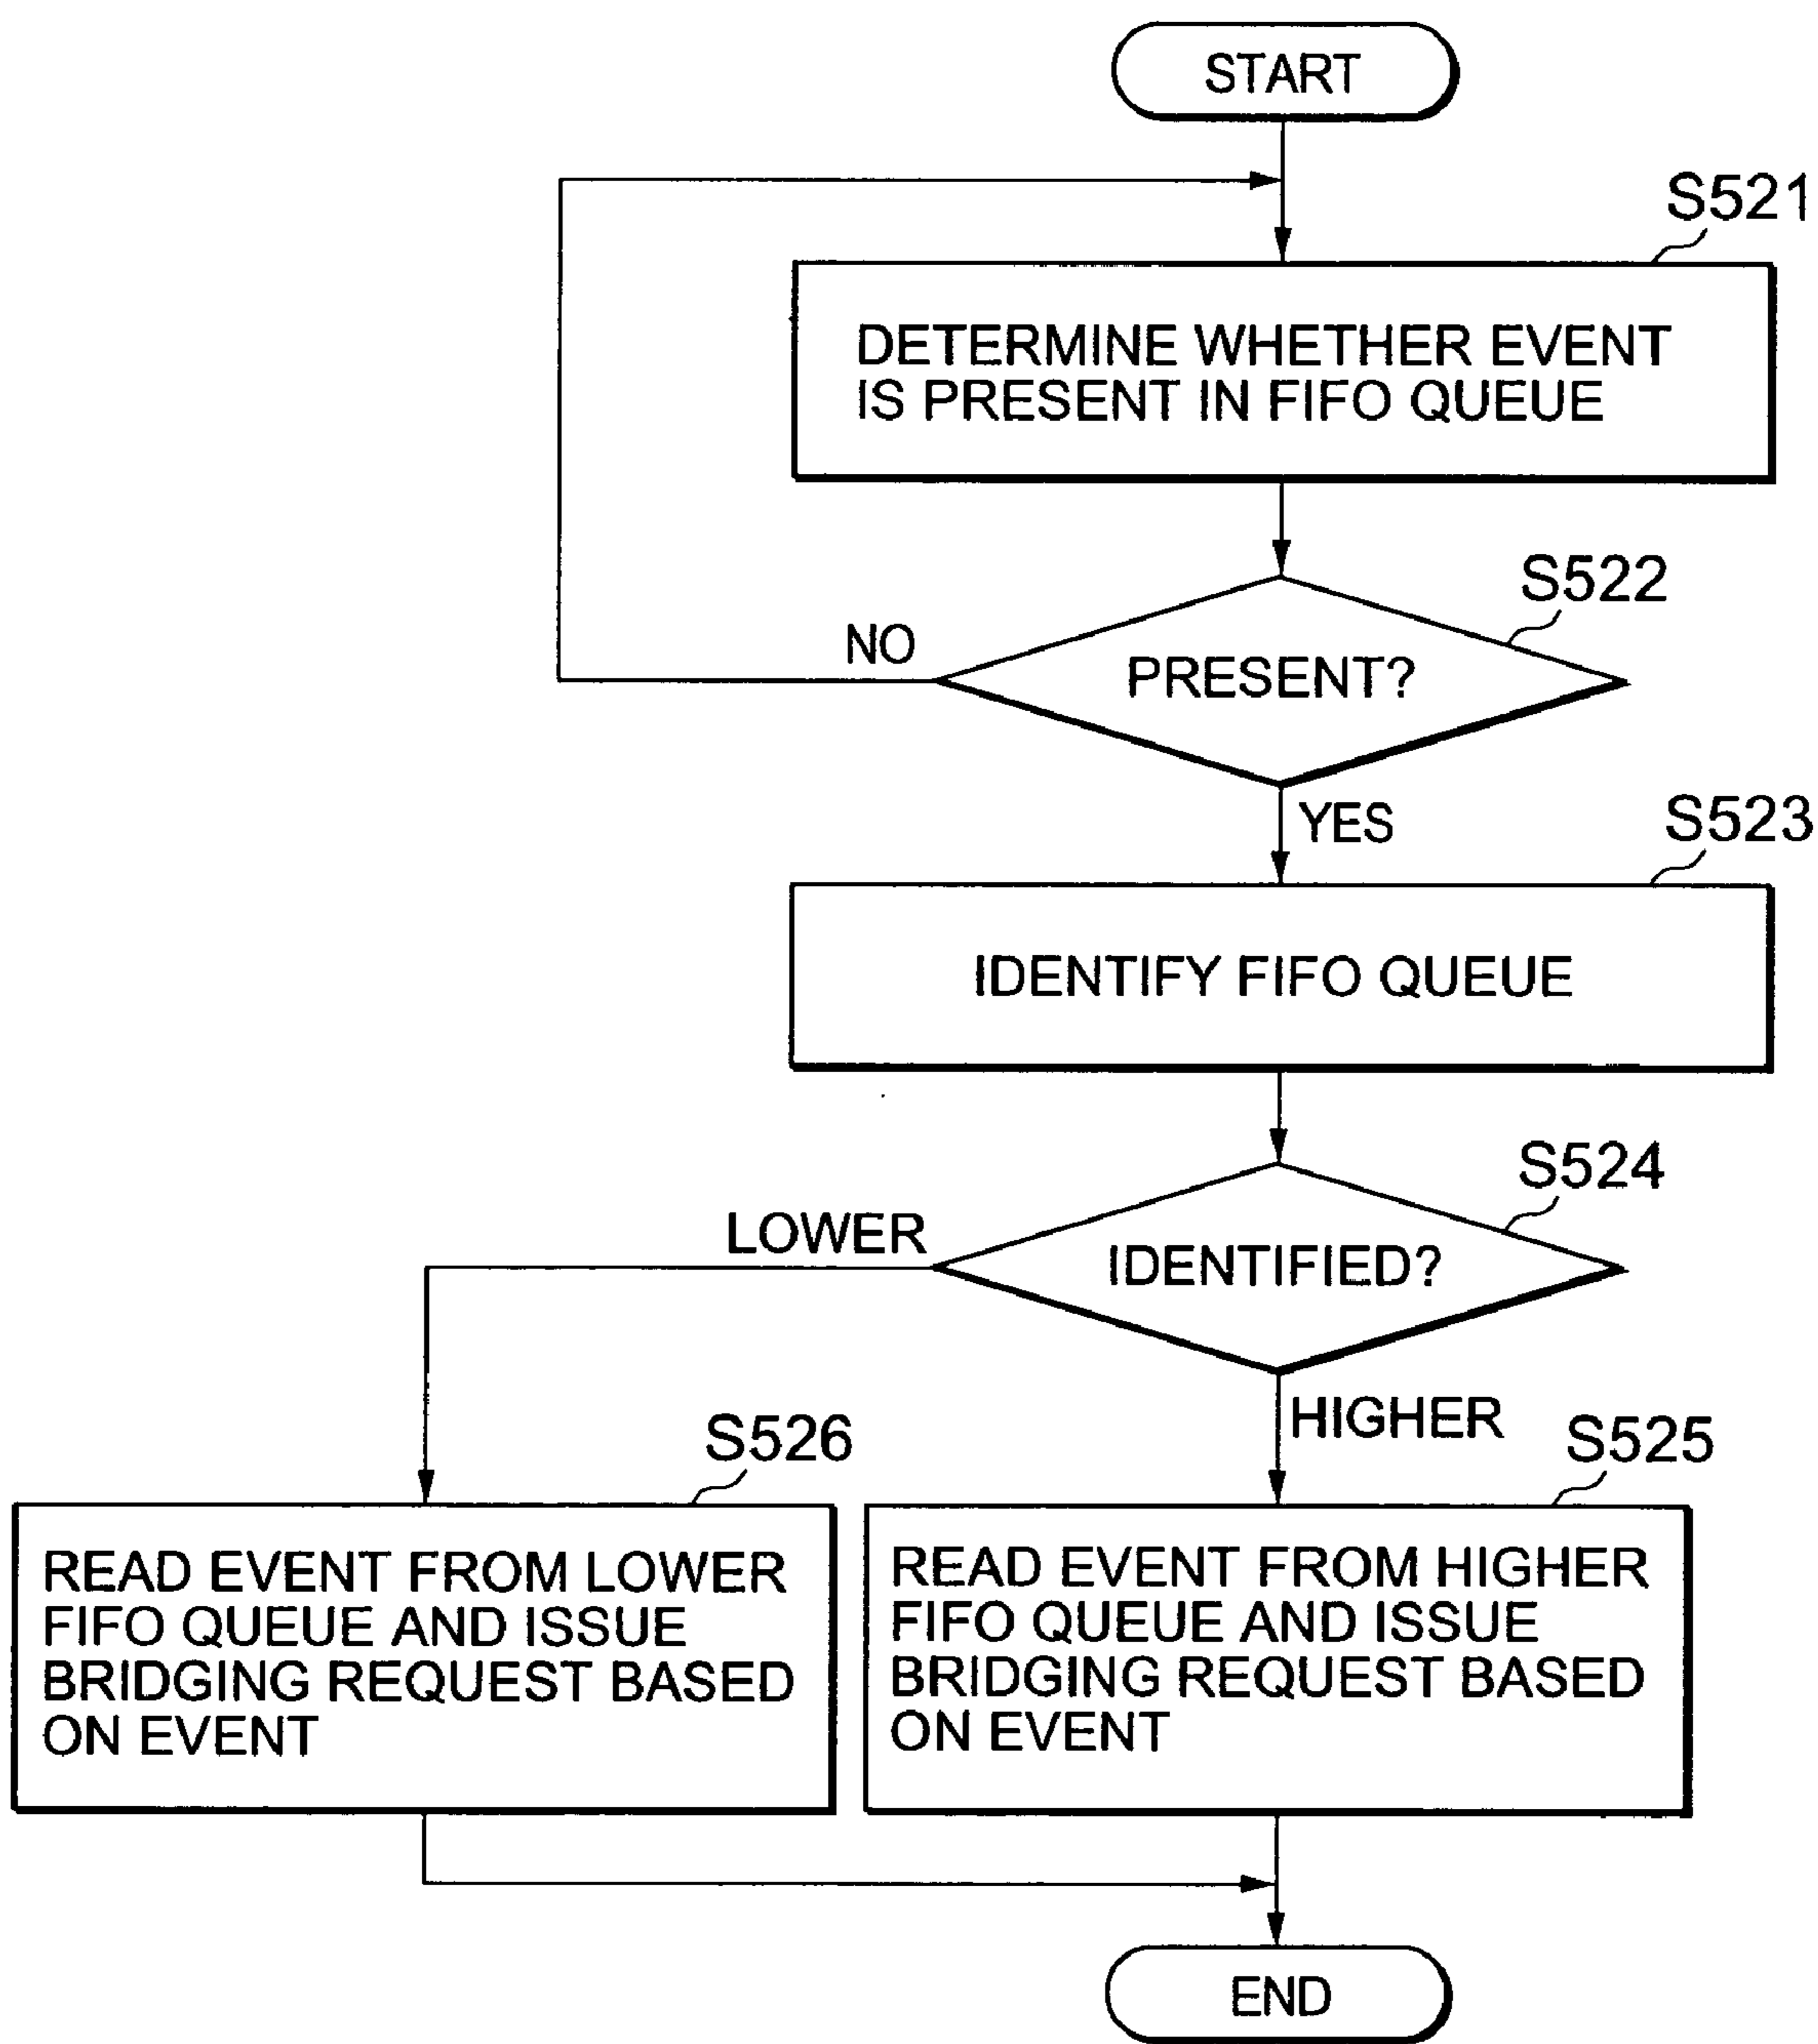 START
S521
DETERMINE WHETHER EVENT
IS PRESENT IN FIFO QUEUE
S522
NO
PRESENT?
YES
S523
IDENTIFY FIFO QUEUE
S524
LOWER
IDENTIFIED?
HIGHER
S526
READ EVENT FROM LOWER
FIFO QUEUE AND ISSUE
BRIDGING REQUEST BASED
ON EVENT
S525
READ EVENT FROM HIGHER
FIFO QUEUE AND ISSUE
BRIDGING REQUEST BASED
ON EVENT
END